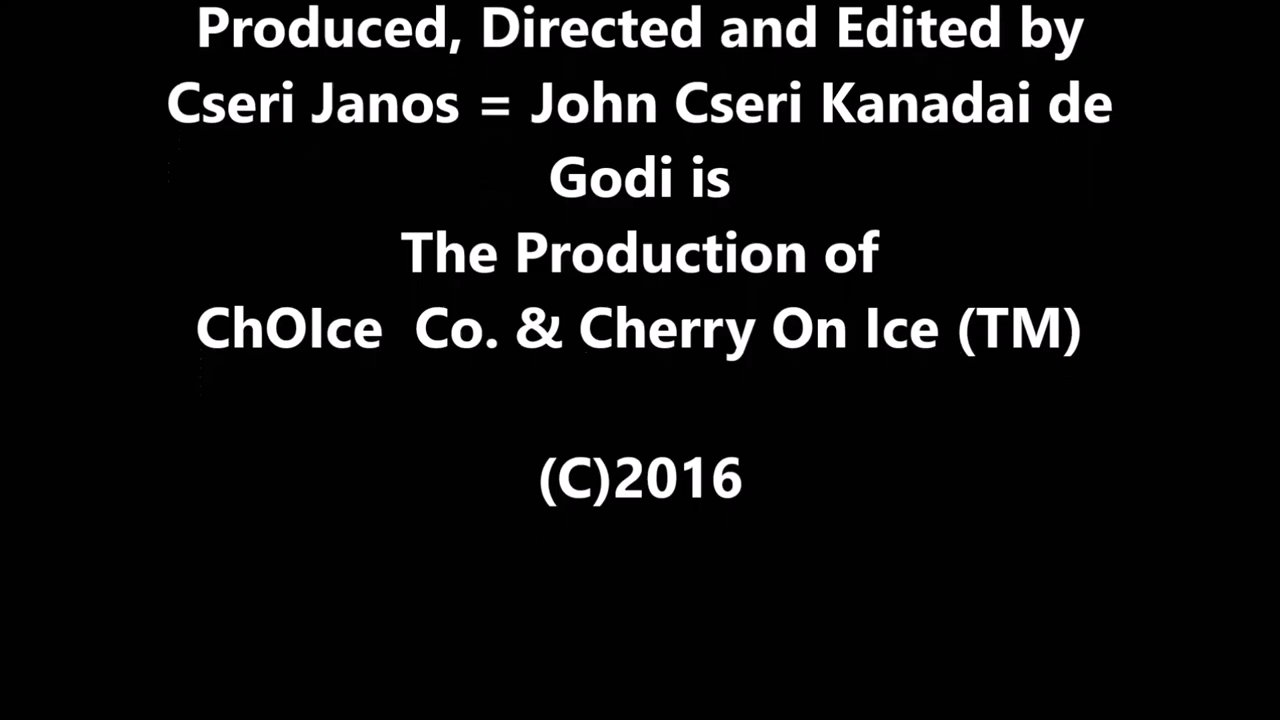 Produced, Directed and Edited by
Cseri Janos = John Cseri Kanadai de
Godi is
The Production of
ChOIce  Co. & Cherry On Ice (TM)
(C)2016